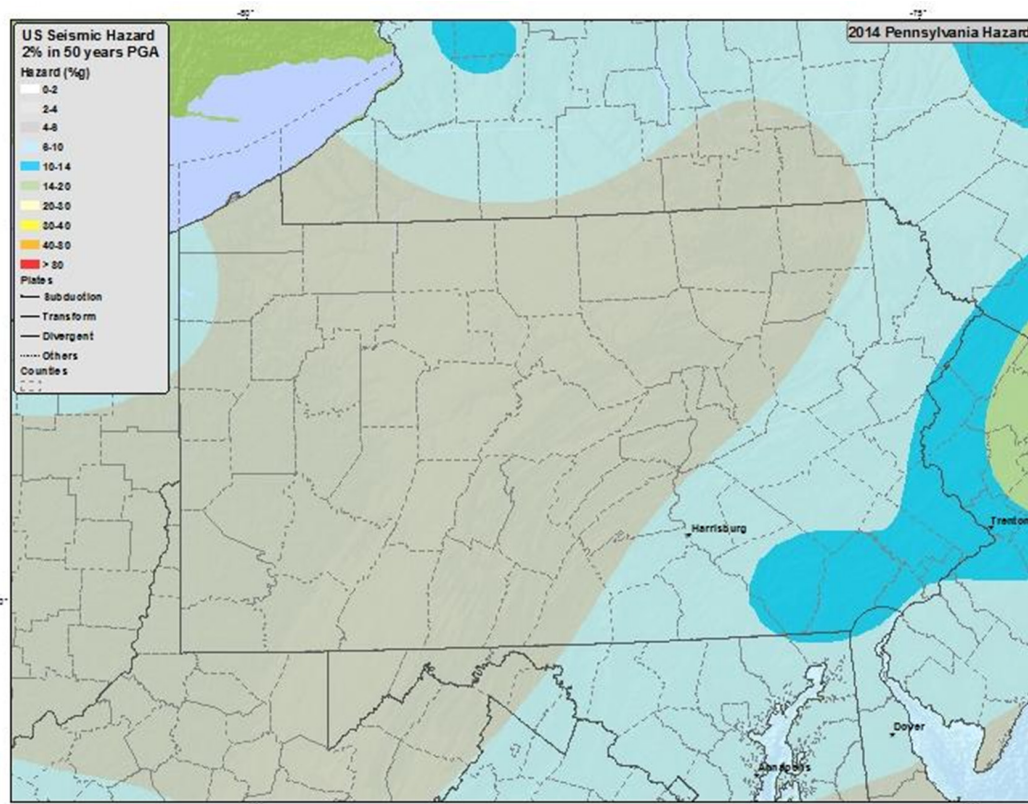 -80°
-75°
US Seismic Hazard
2% in 50 years PGA
Hazard (%g)
0-2
2-4
4-6
6-10
10-14
14-20
20-30
30-40
40-80
> 80
Plates
Subduction
Transform
Divergent
Others
Counties
2014 Pennsylvania Hazard
Harrisburg
Trenton
Dover
Annapolis